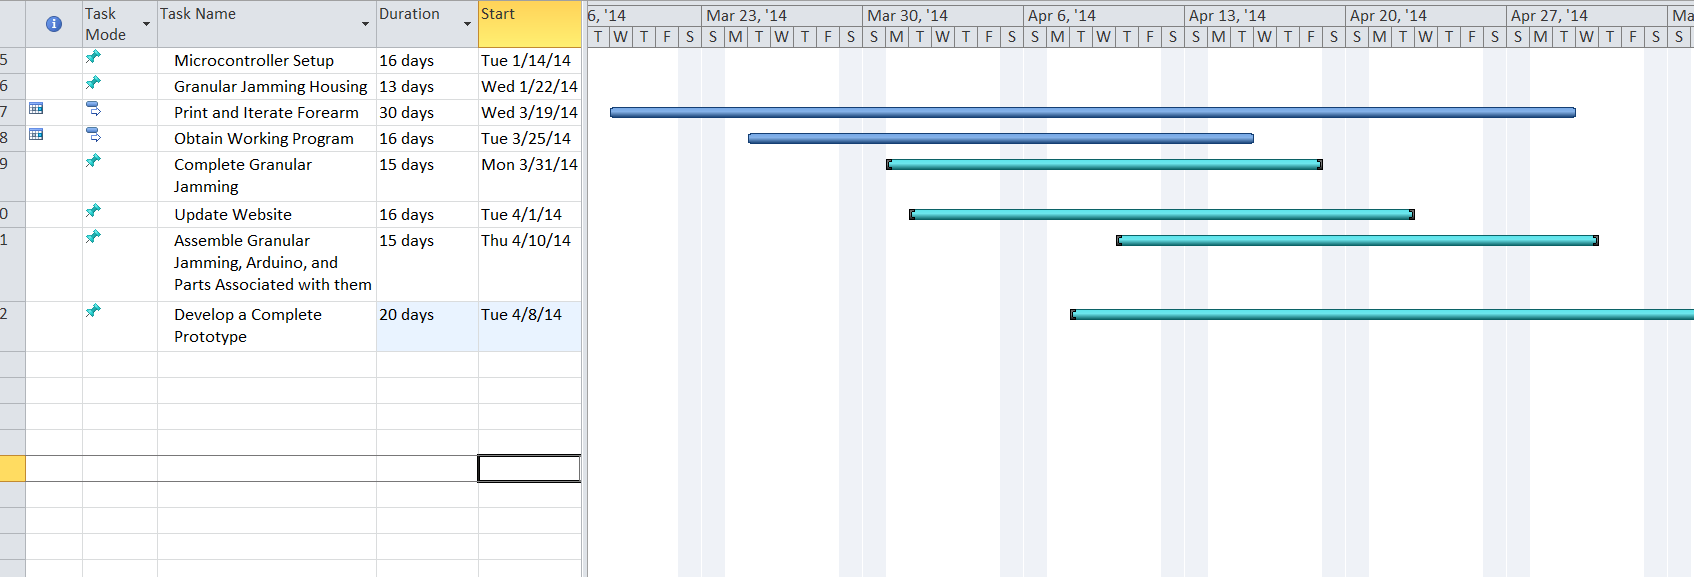 Task Mode Task Name Duration Start
6, '14 Mar 23, '14 Mar 30, '14 Apr 6, '14 Apr 13, '14 Apr 20, '14 Apr 27, '14 Ma
T W T F S S M T W T F S S M T W T F S S M T W T F S S M T W T F S S M T W T F S S M T W T F S S
5 Microcontroller Setup 16 days Tue 1/14/14
6 Granular Jamming Housing 13 days Wed 1/22/14
7 Print and Iterate Forearm 30 days Wed 3/19/14
8 Obtain Working Program 16 days Tue 3/25/14
9 Complete Granular Jamming 15 days Mon 3/31/14
0 Update Website 16 days Tue 4/1/14
1 Assemble Granular Jamming, Arduino, and Parts Associated with them 15 days Thu 4/10/14
2 Develop a Complete Prototype 20 days Tue 4/8/14